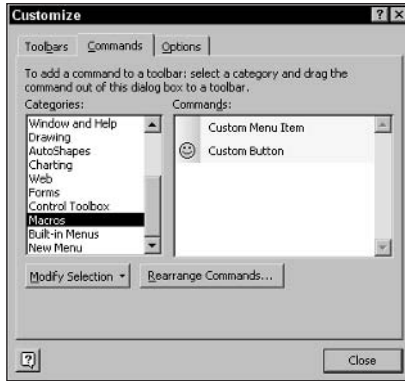 Customize
Toolbars Commands Options
To add a command to a toolbar: select a category and drag the
command out of this dialog box to a toolbar.
Categories: Commands:
Window and Help
Drawing
AutoShapes
Charting
Web
Forms
Control Toolbox
Macros
Built-in Menus
New Menu
Custom Menu Item
Custom Button
Modify Selection
Rearrange Commands...
Close